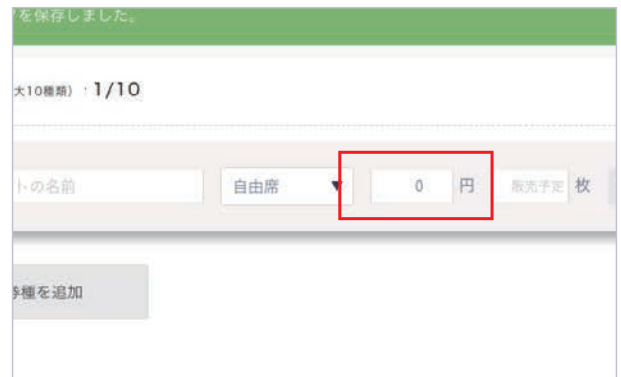 を保存しました。
大10種類）：1/10
トの名前 自由席 ▼ 0 円 販売予定 枚
券種を追加